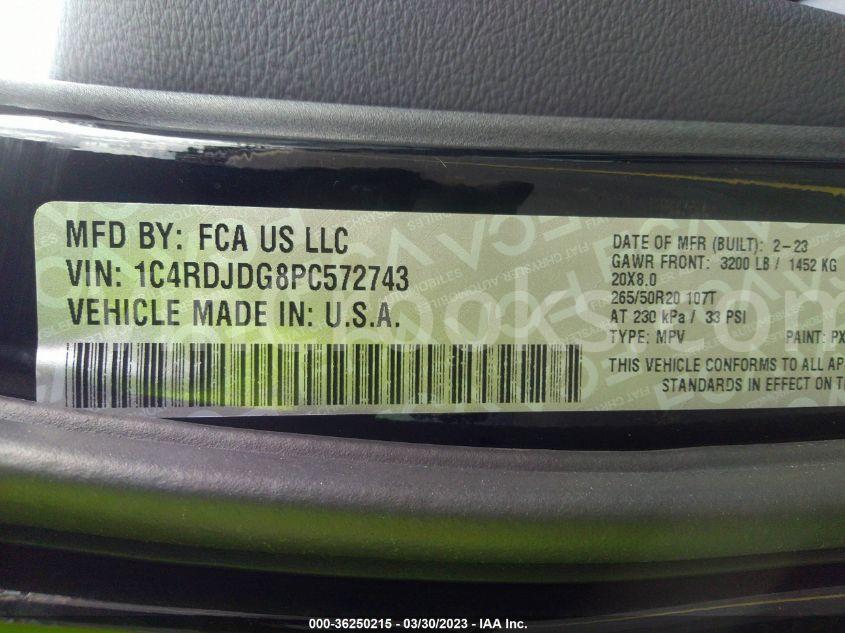 MFD BY: FCA US LLC
VIN: 1C4RDJDG8PC572743
VEHICLE MADE IN: U.S.A.
DATE OF MFR (BUILT): 2-23
GAWR FRONT: 3200 LB / 1452 KG
20X8.0
265/50R20 107T
AT 230 kPa / 33 PSI
TYPE: MPV PAINT: PX
THIS VEHICLE CONFORMS TO ALL AP
STANDARDS IN EFFECT ON T
000-36250215 - 03/30/2023 - IAA Inc.